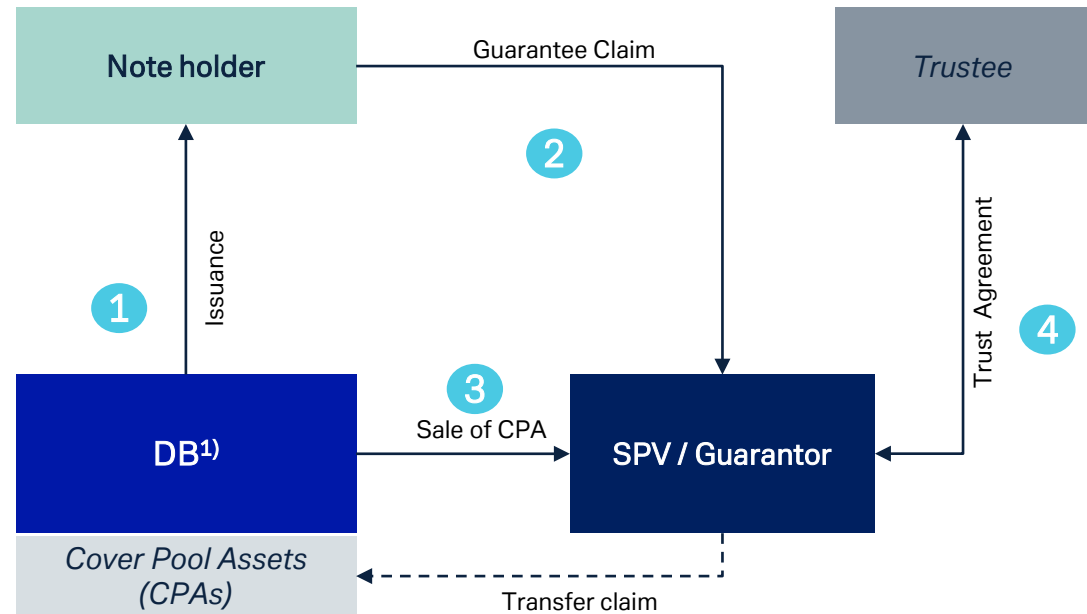 Note holder
Guarantee Claim
Trustee
2
1
Issuance
Trust Agreement
4
3
DB¹⁾
Sale of CPA
SPV / Guarantor
Cover Pool Assets
(CPAs)
Transfer claim